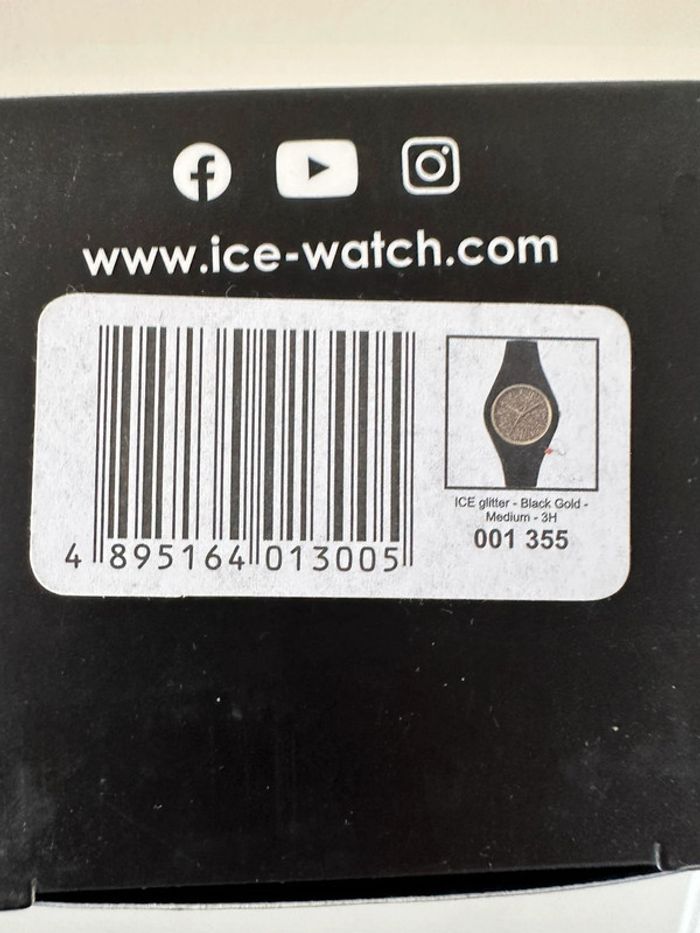 www.ice-watch.com
4 895164 013005
ICE glitter - Black Gold -
Medium - 3H
001 355